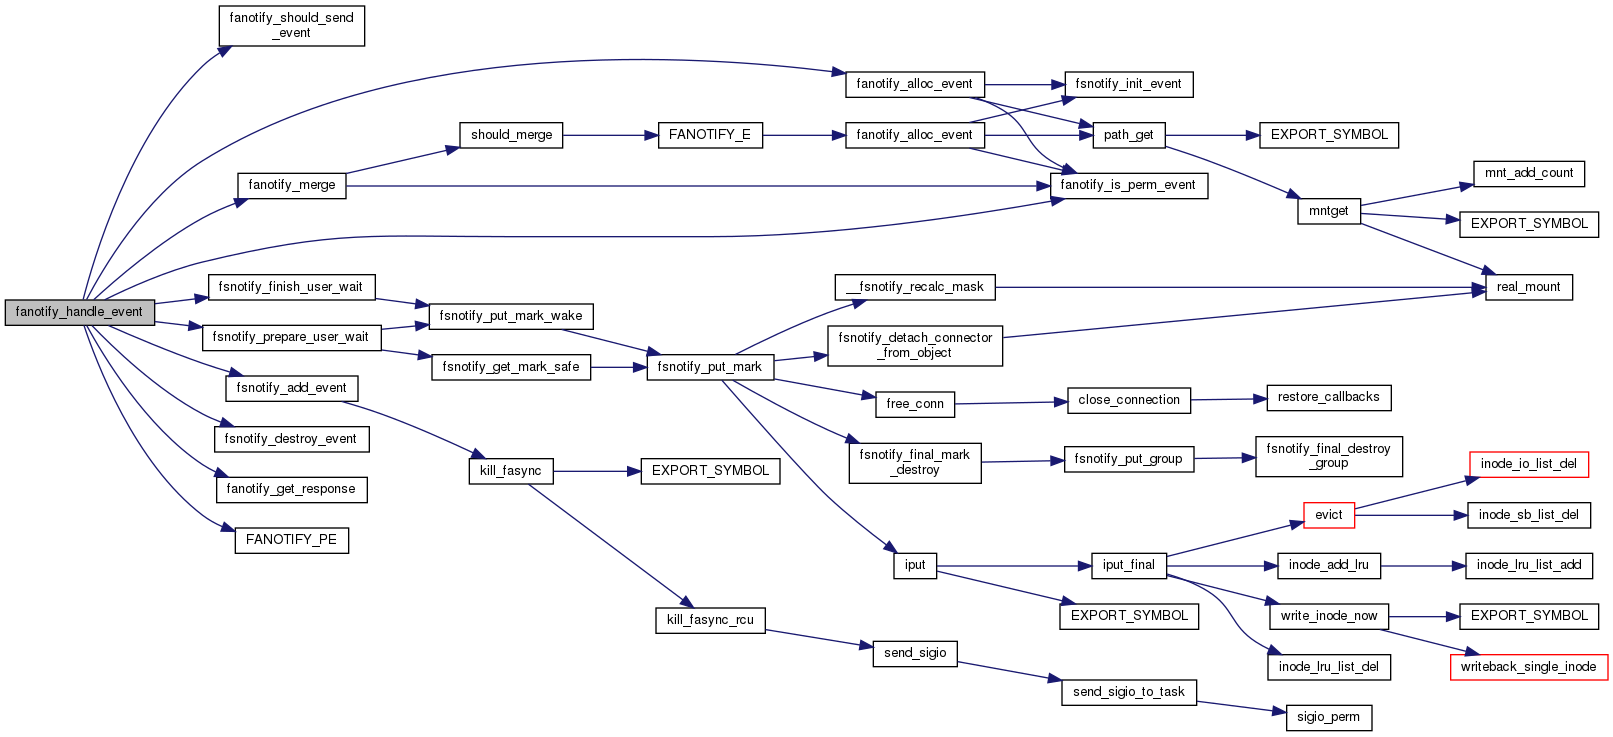 fanotify_should_send
_event
fanotify_alloc_event
fsnotify_init_event
should_merge
FANOTIFY_E
fanotify_alloc_event
path_get
EXPORT_SYMBOL
mnt_add_count
fanotify_merge
fanotify_is_perm_event
mntget
EXPORT_SYMBOL
fsnotify_finish_user_wait
__fsnotify_recalc_mask
real_mount
fanotify_handle_event
fsnotify_put_mark_wake
fsnotify_prepare_user_wait
fsnotify_detach_connector
_from_object
fsnotify_get_mark_safe
fsnotify_put_mark
fsnotify_add_event
free_conn
close_connection
restore_callbacks
fsnotify_destroy_event
fsnotify_final_mark
_destroy
fsnotify_put_group
fsnotify_final_destroy
_group
kill_fasync
EXPORT_SYMBOL
inode_io_list_del
fanotify_get_response
evict
inode_sb_list_del
FANOTIFY_PE
iput
iput_final
inode_add_lru
inode_lru_list_add
EXPORT_SYMBOL
write_inode_now
EXPORT_SYMBOL
kill_fasync_rcu
send_sigio
inode_lru_list_del
writeback_single_inode
send_sigio_to_task
sigio_perm